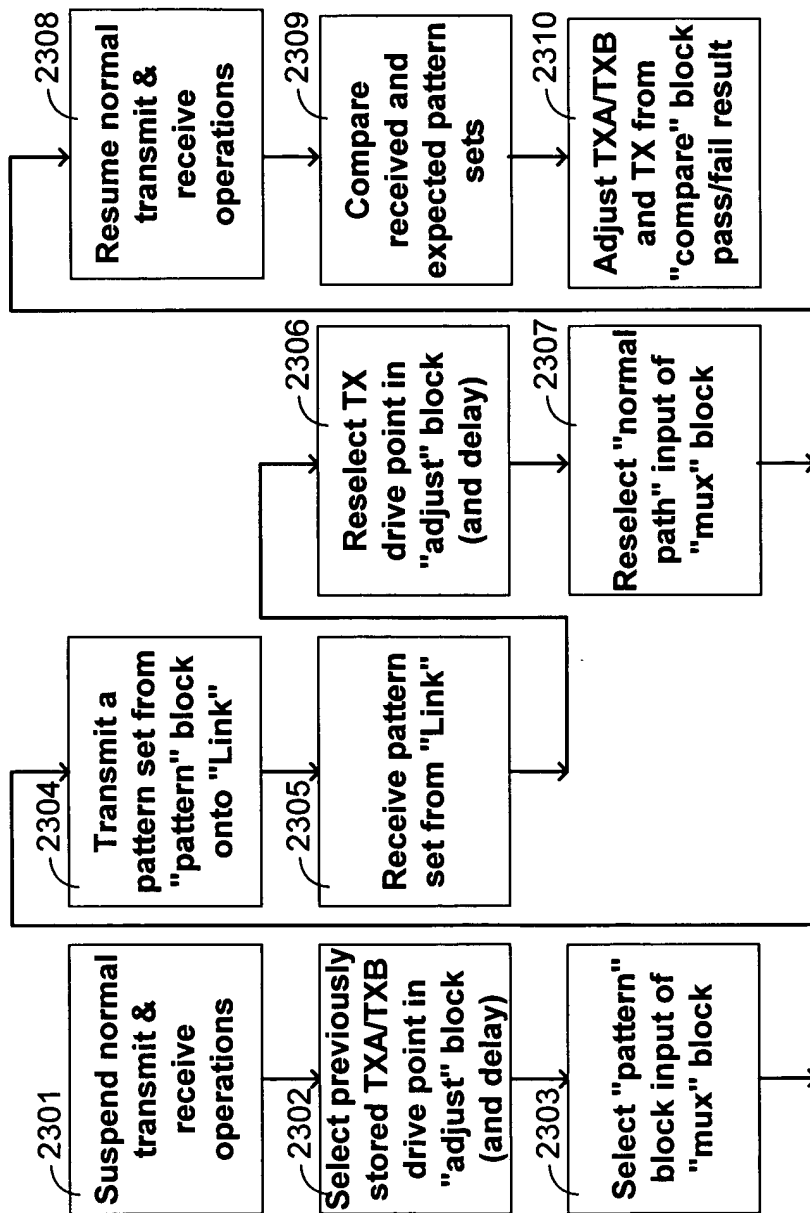 2301
Suspend normal
transmit &
receive
operations
2302
Select previously
stored TXA/TXB
drive point in
"adjust" block
(and delay)
2303
Select "pattern"
block input of
"mux" block
2304
Transmit a
pattern set from
"pattern" block
onto "Link"
2305
Receive pattern
set from "Link"
2306
Reselect TX
drive point in
"adjust" block
(and delay)
2307
Reselect "normal
path" input of
"mux" block
2308
Resume normal
transmit &
receive
operations
2309
Compare
received and
expected pattern
sets
2310
Adjust TXA/TXB
and TX from
"compare" block
pass/fail result